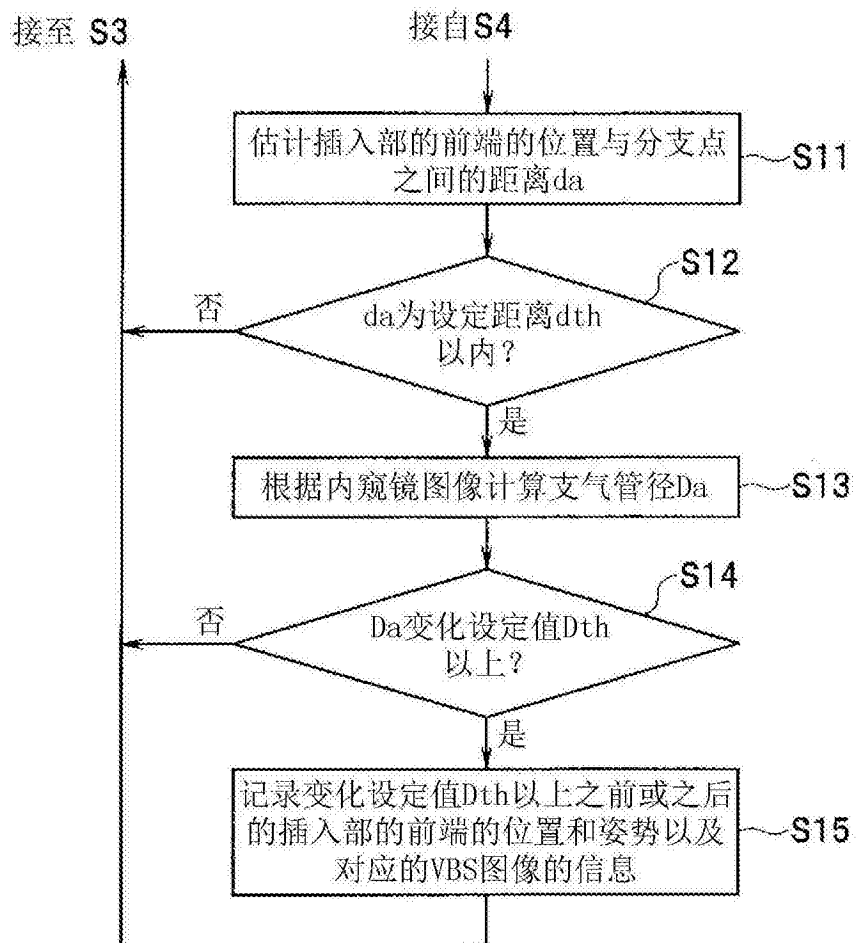 接至 S3
接自S4
估计插入部的前端的位置与分支点
之间的距离da
S11
S12
da为设定距离dth
以内?
否
是
根据内窥镜图像计算支气管径Da
S13
S14
Da变化设定值Dth
以上?
否
是
记录变化设定值Dth以上之前或之后
的插入部的前端的位置和姿势以及
对应的VBS图像的信息
S15